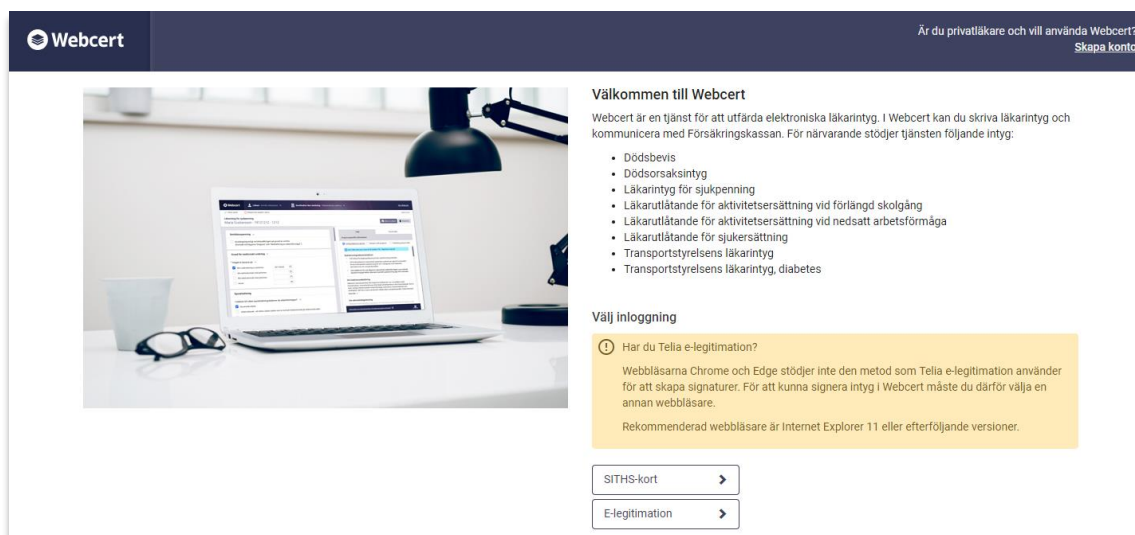 Webcert
Är du privatläkare och vill använda Webcert?
Skapa konto
Välkommen till Webcert
Webcert är en tjänst för att utfärda elektroniska läkarintyg. I Webcert kan du skriva läkarintyg och
kommunicera med Försäkringskassan. För närvarande stödjer tjänsten följande intyg:
• Dödsbevis
• Dödsorsaksintyg
• Läkarintyg för sjukpenning
• Läkarutlåtande för aktivitetsersättning vid förlängd skolgång
• Läkarutlåtande för aktivitetsersättning vid nedsatt arbetsförmåga
• Läkarutlåtande för sjukersättning
• Transportstyrelsens läkarintyg
• Transportstyrelsens läkarintyg, diabetes
Välj inloggning
Har du Telia e-legitimation?
Webbläsarna Chrome och Edge stödjer inte den metod som Telia e-legitimation använder
för att skapa signaturer. För att kunna signera intyg i Webcert måste du därför välja en
annan webbläsare.
Rekommenderad webbläsare är Internet Explorer 11 eller efterföljande versioner.
SITHS-kort
E-legitimation